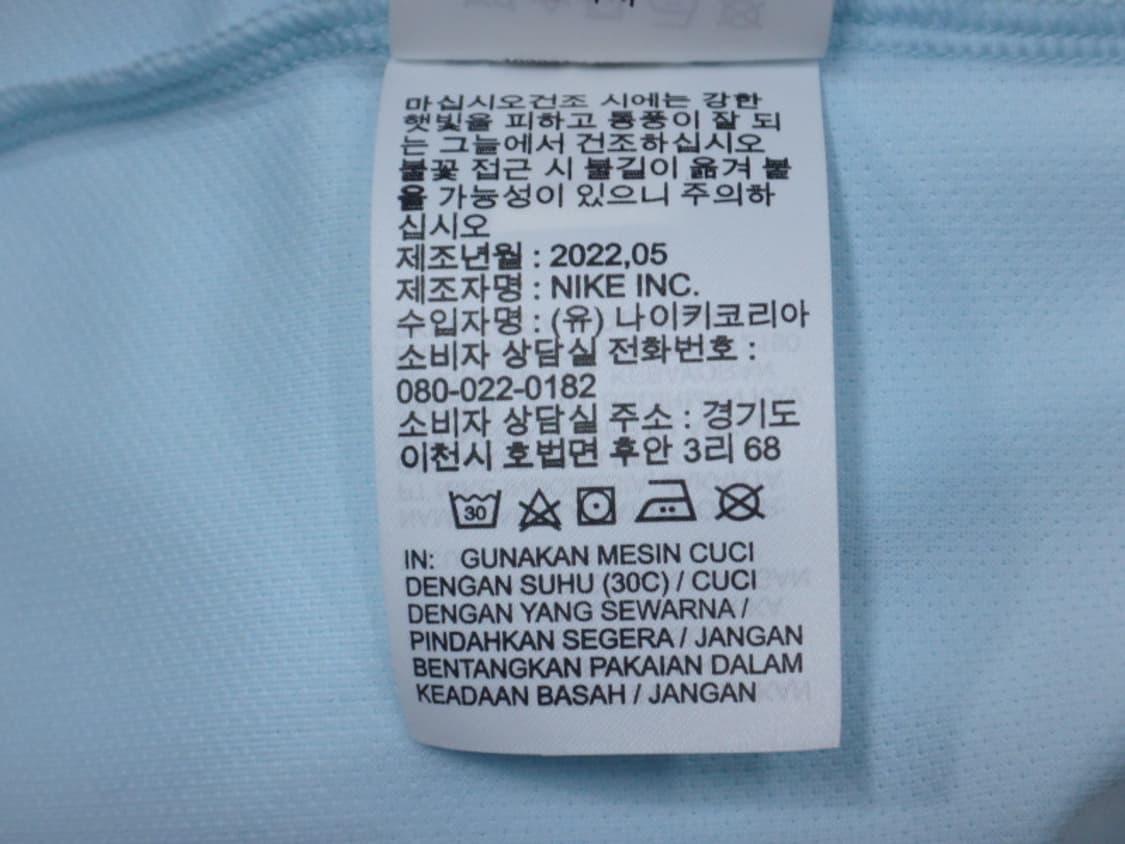 마십시오건조 시에는 강한
햇빛을 피하고 통풍이 잘 되
는 그늘에서 건조하십시오
불꽃 접근 시 불길이 옮겨 붙
을 가능성이 있으니 주의하
십시오
제조년월 : 2022,05
제조자명 : NIKE INC.
수입자명 : (유) 나이키코리아
소비자 상담실 전화번호 :
080-022-0182
소비자 상담실 주소 : 경기도
이천시 호법면 후안 3리 68
30
IN: GUNAKAN MESIN CUCI
DENGAN SUHU (30C) / CUCI
DENGAN YANG SEWARNA /
PINDAHKAN SEGERA / JANGAN
BENTANGKAN PAKAIAN DALAM
KEADAAN BASAH / JANGAN